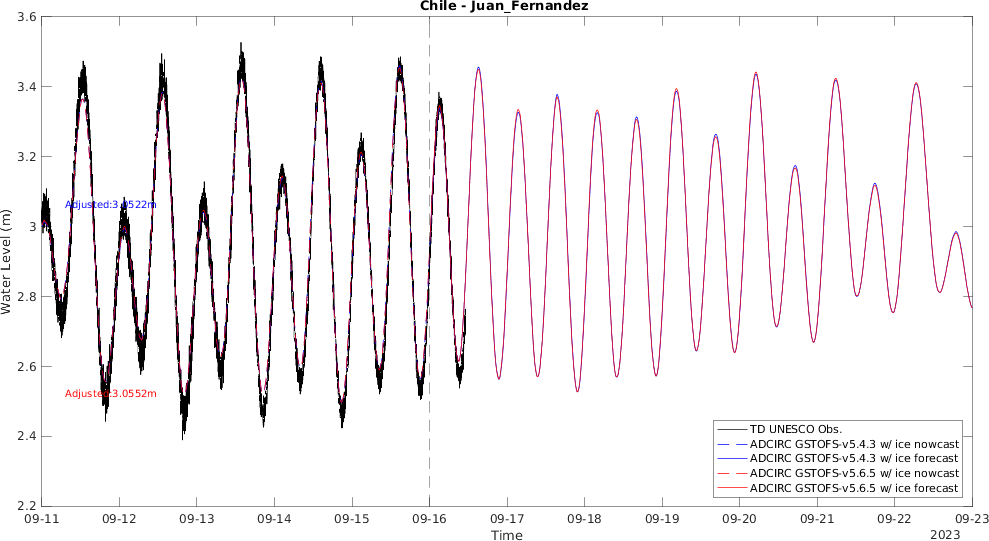 Chile - Juan_Fernandez
Water Level (m)
3.6
3.4
3.2
3
2.8
2.6
2.4
2.2
Adjusted:3.0522m
Adjusted:3.0552m
TD UNESCO Obs.
ADCIRC GSTOFS-v5.4.3 w/ ice nowcast
ADCIRC GSTOFS-v5.4.3 w/ ice forecast
ADCIRC GSTOFS-v5.6.5 w/ ice nowcast
ADCIRC GSTOFS-v5.6.5 w/ ice forecast
09-11 09-12 09-13 09-14 09-15 09-16 09-17 09-18 09-19 09-20 09-21 09-22 09-23
Time
2023